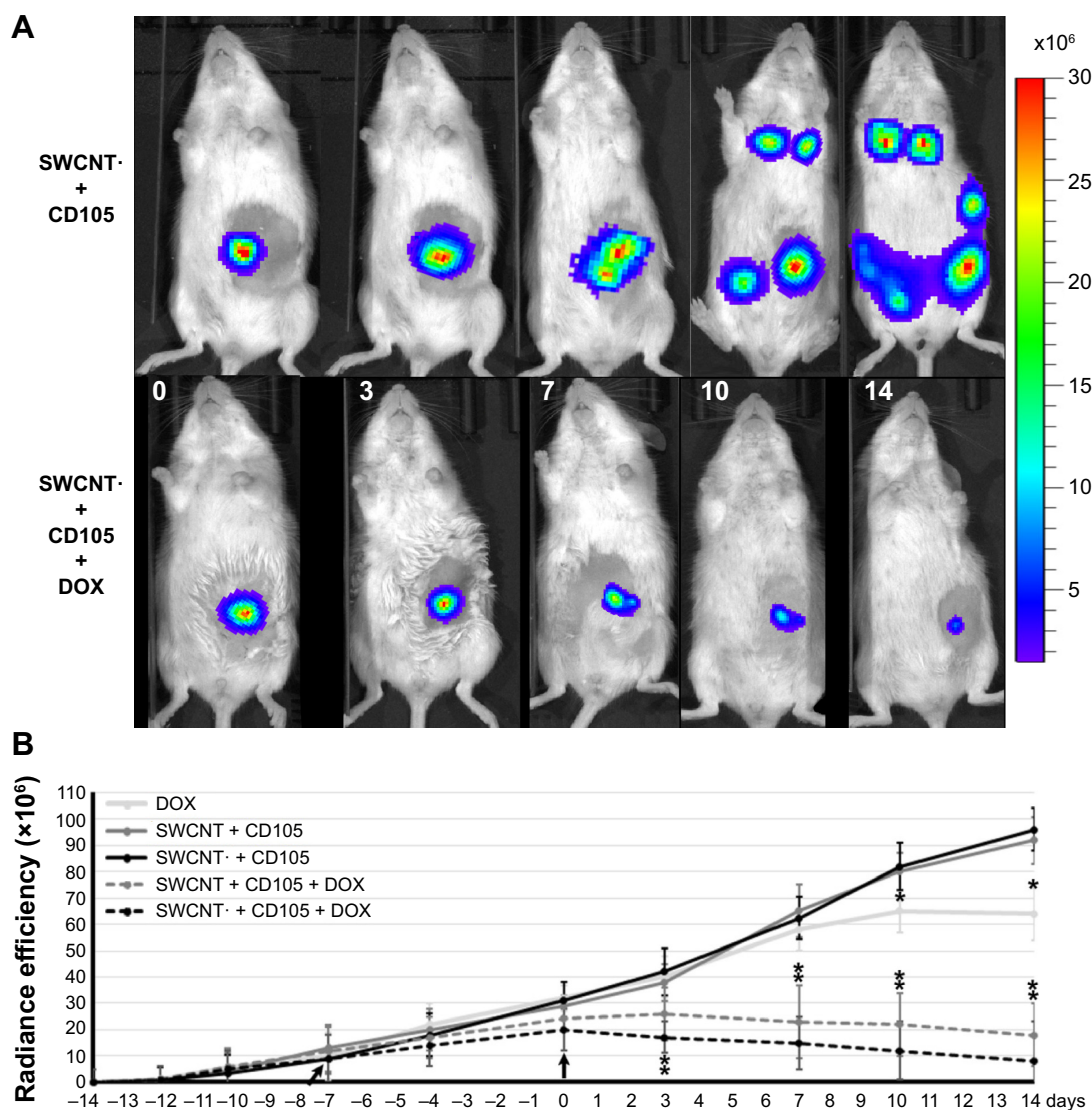 A
x10⁶
SWCNT·
+
CD105
30
25
20
15
10
5
0 3 7 10 14
SWCNT·
+
CD105
+
DOX
B
Radiance efficiency (×10⁶)
110
100
90
80
70
60
50
40
30
20
10
0
DOX
SWCNT + CD105
SWCNT· + CD105
SWCNT + CD105 + DOX
SWCNT· + CD105 + DOX
*
*
**
**
**
**
–14 –13 –12 –11 –10 –9 –8 –7 –6 –5 –4 –3 –2 –1 0 1 2 3 4 5 6 7 8 9 10 11 12 13 14 days